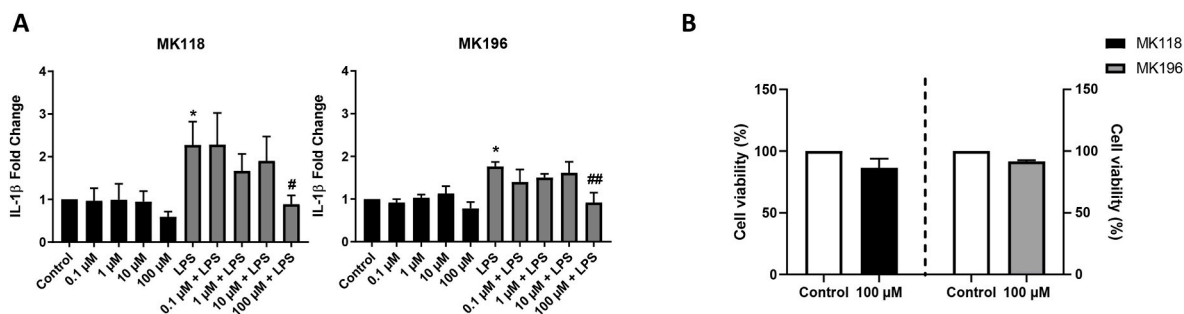 A
MK118
IL-1β Fold Change
4
3
2
1
0
Control
0.1 µM
1 µM
10 µM
100 µM
LPS
0.1 µM + LPS
1 µM + LPS
10 µM + LPS
100 µM + LPS
*
#
MK196
IL-1β Fold Change
4
3
2
1
0
Control
0.1 µM
1 µM
10 µM
100 µM
LPS
0.1 µM + LPS
1 µM + LPS
10 µM + LPS
100 µM + LPS
*
##
B
MK118
MK196
Cell viability (%)
150
100
50
0
Control 100 µM
Control 100 µM
150
100
50
0
Cell viability
(%)